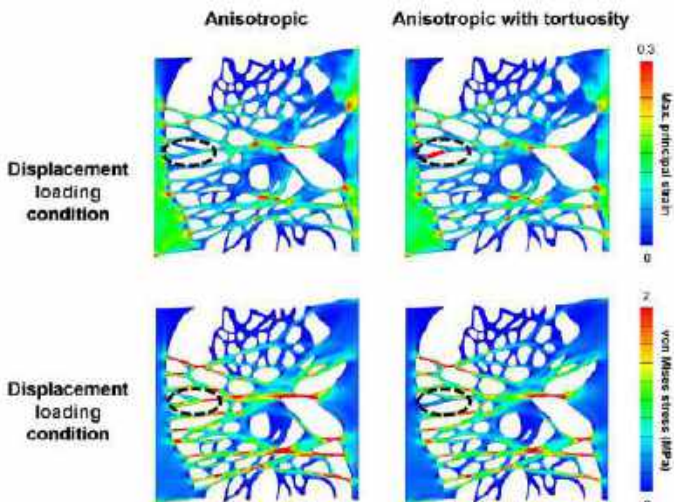 Anisotropic
Anisotropic with tortuosity
Displacement
loading
condition
0.3
Max. principal strain
0
Displacement
loading
condition
2
von Mises stress (MPa)